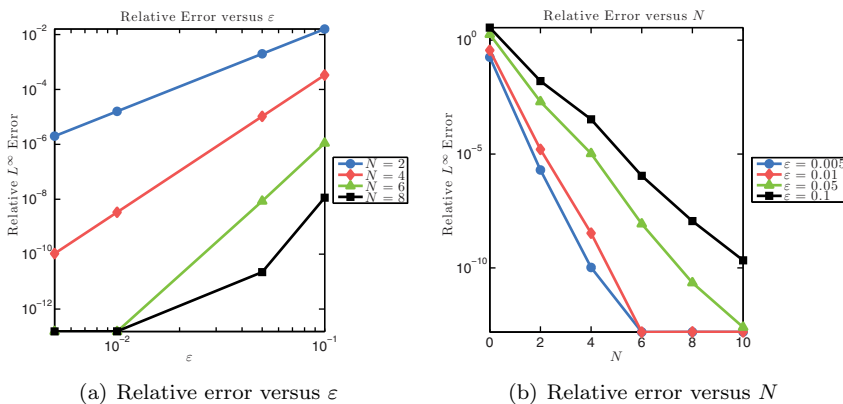 Relative Error versus ε
10⁻²
10⁻⁴
10⁻⁶
10⁻⁸
10⁻¹⁰
10⁻¹²
Relative L^∞ Error
10⁻²
10⁻¹
ε
N = 2
N = 4
N = 6
N = 8
(a) Relative error versus ε
Relative Error versus N
10⁰
10⁻⁵
10⁻¹⁰
Relative L^∞ Error
0 2 4 6 8 10
N
ε = 0.005
ε = 0.01
ε = 0.05
ε = 0.1
(b) Relative error versus N